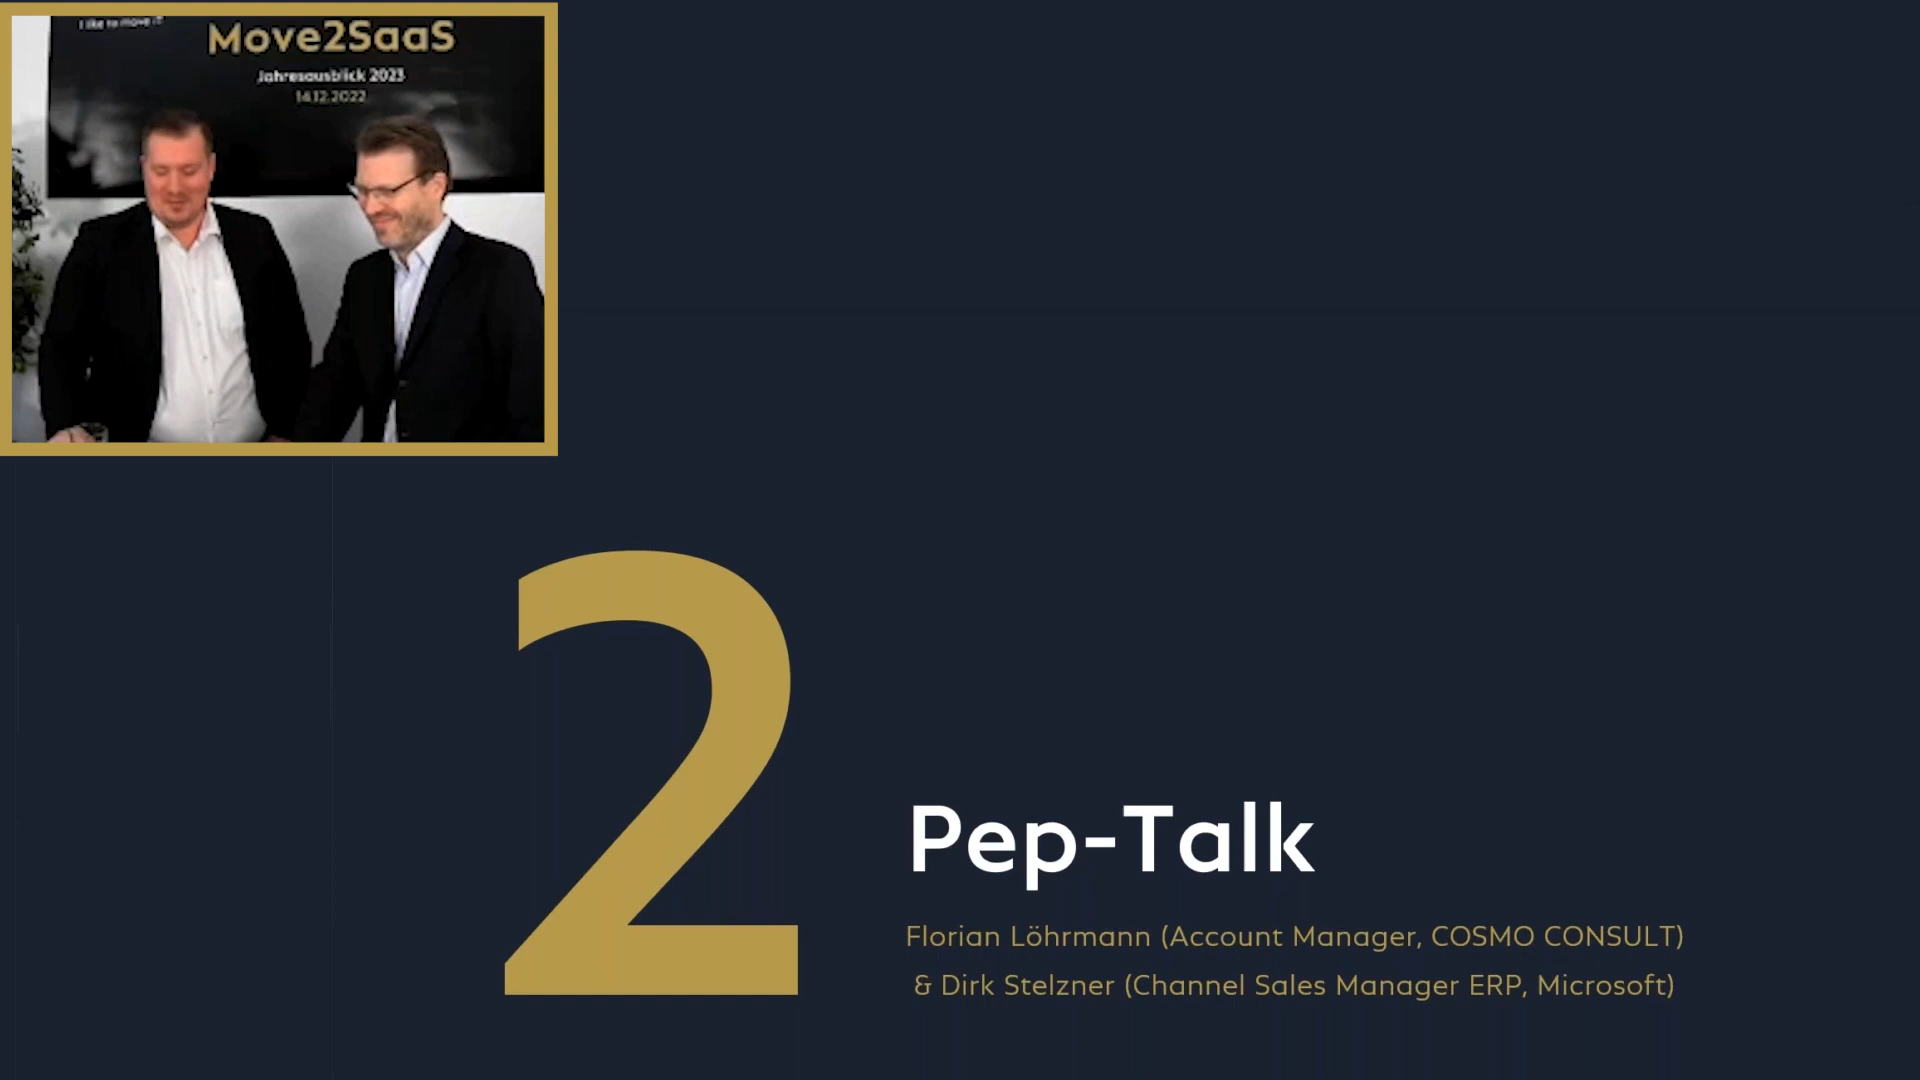 I like to move it
Move2SaaS
Jahresausblick 2023
14.12.2022
2
Pep-Talk
Florian Löhrmann (Account Manager, COSMO CONSULT)
& Dirk Stelzner (Channel Sales Manager ERP, Microsoft)